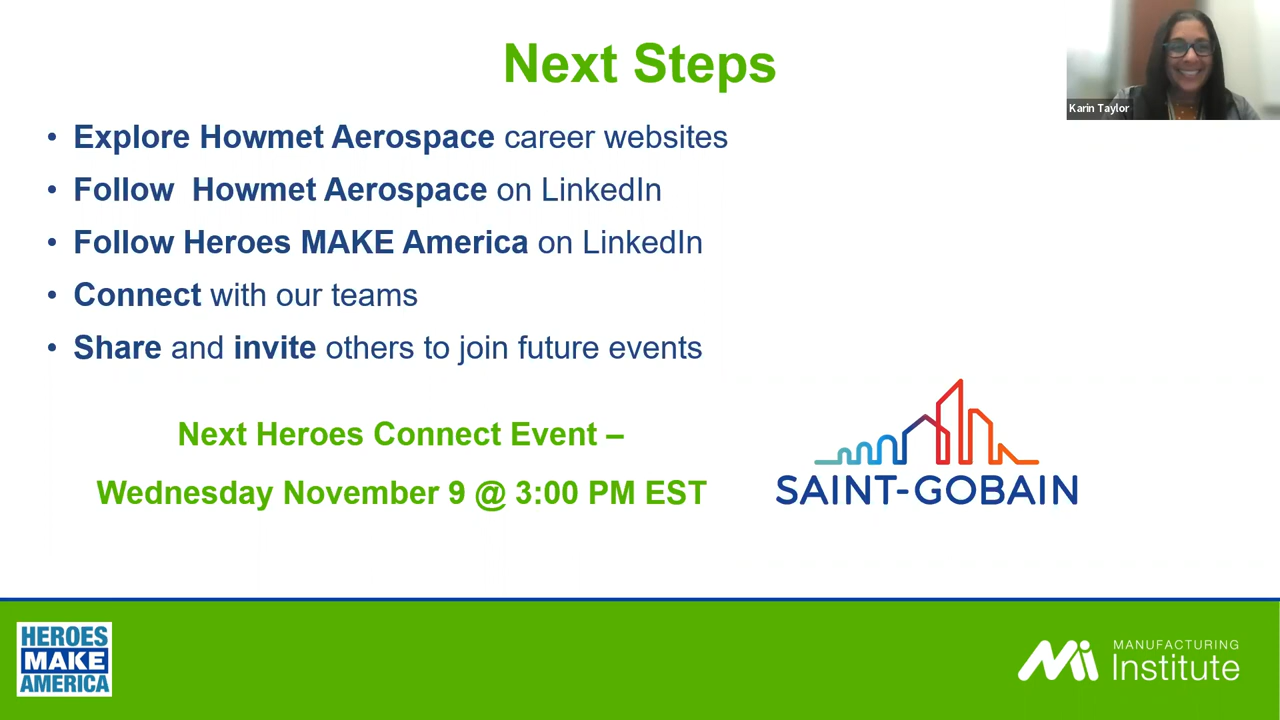 Next Steps
Karin Taylor
• Explore Howmet Aerospace career websites
• Follow  Howmet Aerospace on LinkedIn
• Follow Heroes MAKE America on LinkedIn
• Connect with our teams
• Share and invite others to join future events
Next Heroes Connect Event –
Wednesday November 9 @ 3:00 PM EST
SAINT-GOBAIN
HEROES
MAKE
AMERICA
Mi
MANUFACTURING
Institute